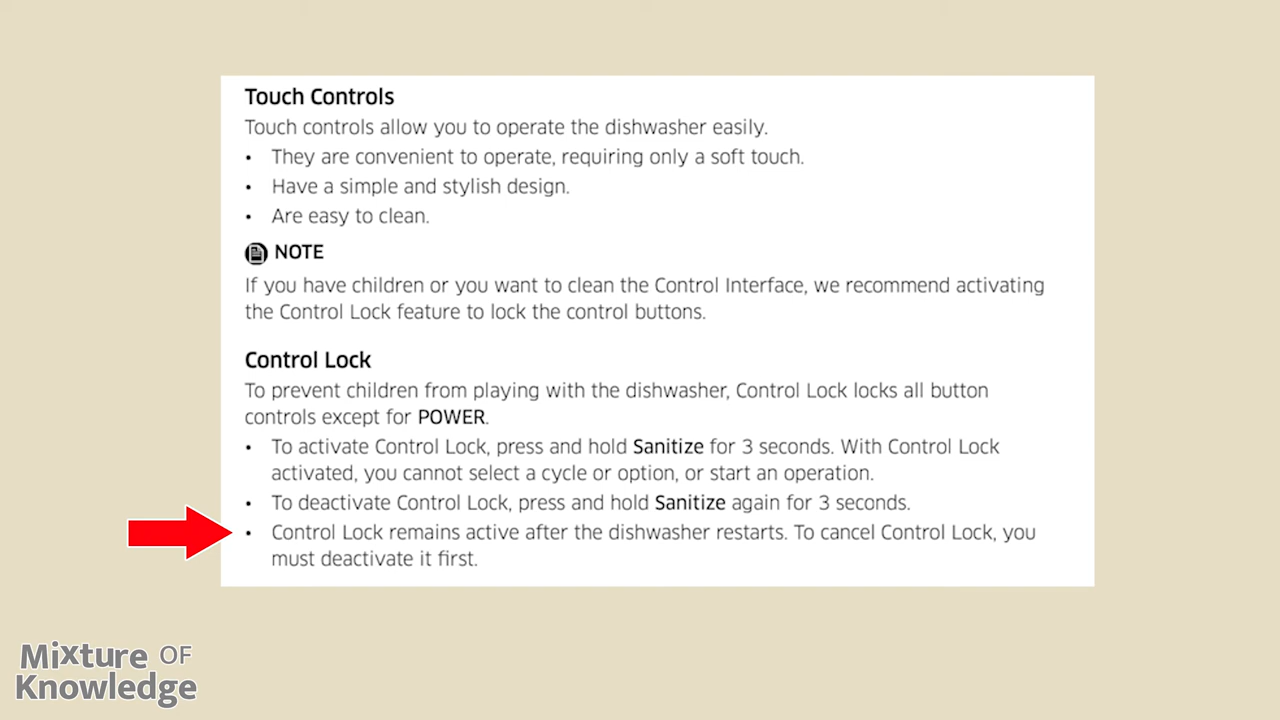 Touch Controls
Touch controls allow you to operate the dishwasher easily.
• They are convenient to operate, requiring only a soft touch.
• Have a simple and stylish design.
• Are easy to clean.
NOTE
If you have children or you want to clean the Control Interface, we recommend activating
the Control Lock feature to lock the control buttons.
Control Lock
To prevent children from playing with the dishwasher, Control Lock locks all button
controls except for POWER.
• To activate Control Lock, press and hold Sanitize for 3 seconds. With Control Lock
activated, you cannot select a cycle or option, or start an operation.
• To deactivate Control Lock, press and hold Sanitize again for 3 seconds.
• Control Lock remains active after the dishwasher restarts. To cancel Control Lock, you
must deactivate it first.
Mixture OF
Knowledge